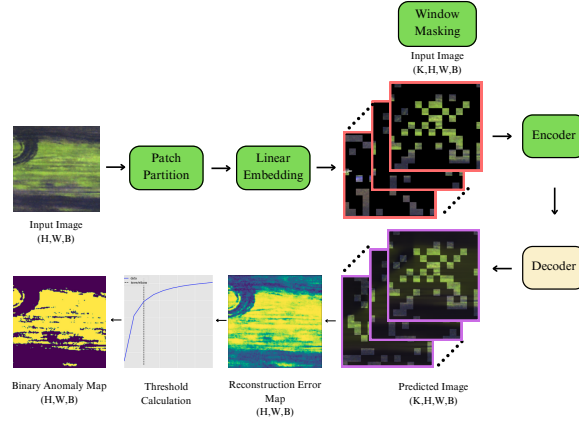 Window
Masking
Input Image
(K,H,W,B)
Patch
Partition
Linear
Embedding
Encoder
Input Image
(H,W,B)
Decoder
Binary Anomaly Map
(H,W,B)
Threshold
Calculation
Reconstruction Error
Map
(H,W,B)
Predicted Image
(K,H,W,B)